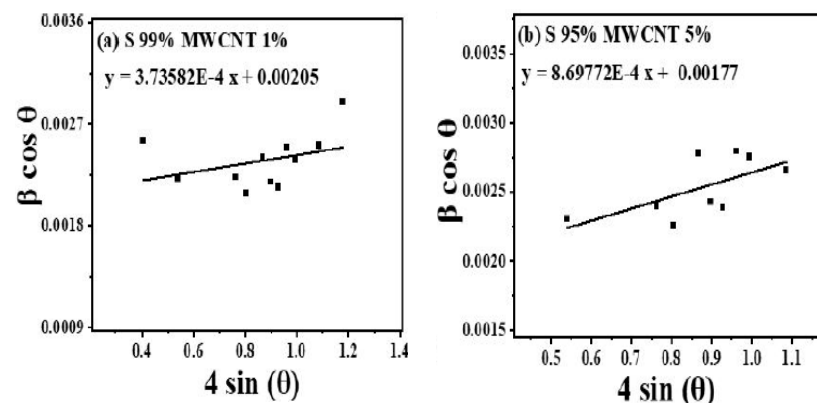 (a) S 99% MWCNT 1%
y = 3.73582E-4 x + 0.00205
β cos θ
0.0036
0.0027
0.0018
0.0009
0.4 0.6 0.8 1.0 1.2 1.4
4 sin (θ)
(b) S 95% MWCNT 5%
y = 8.69772E-4 x + 0.00177
β cos θ
0.0035
0.0030
0.0025
0.0020
0.0015
0.5 0.6 0.7 0.8 0.9 1.0 1.1
4 sin (θ)